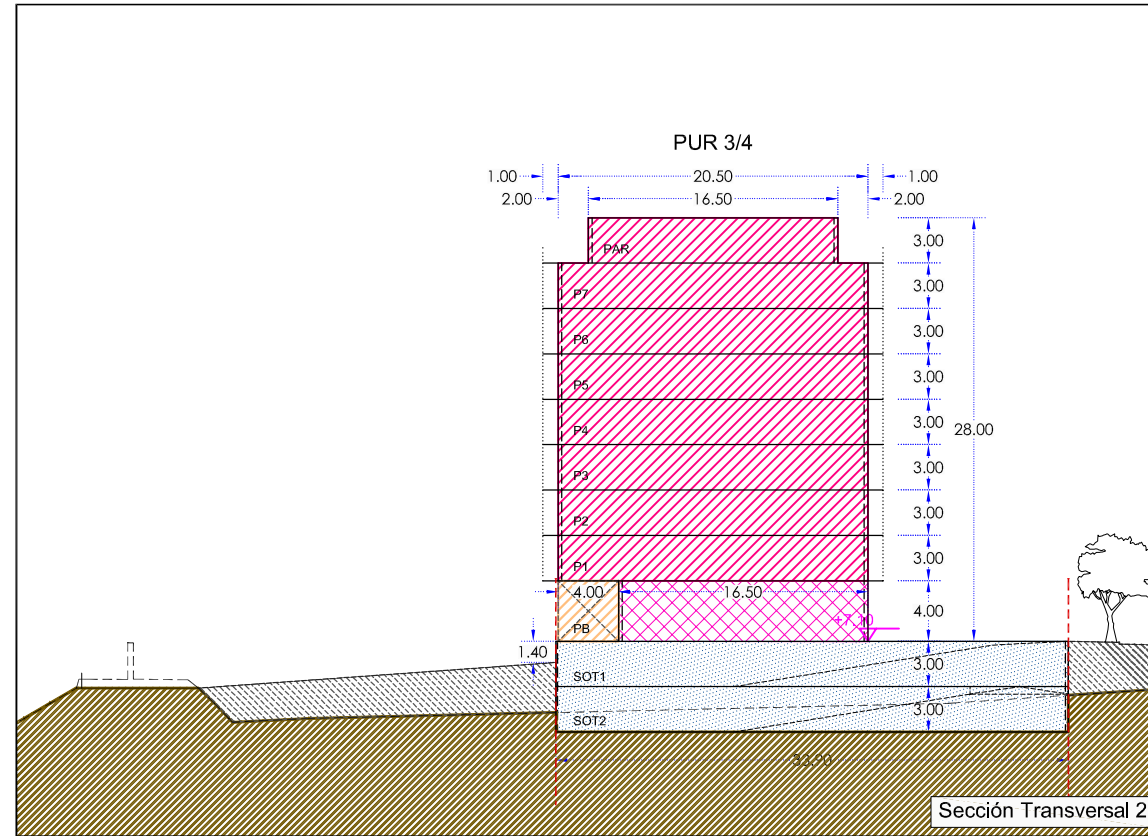 PUR 3/4
1.00 20.50 1.00
2.00 16.50 2.00
PAR 3.00
P7 3.00
P6 3.00
P5 3.00
P4 3.00 28.00
P3 3.00
P2 3.00
P1 3.00
4.00 16.50 4.00
PB +7.10
1.40 3.00
SOT1
SOT2 3.00
33.90
Sección Transversal 2